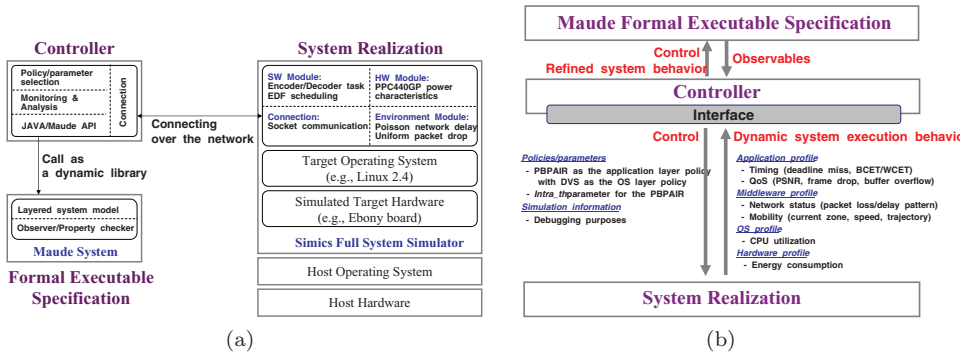 Controller
Policy/parameter
selection
Monitoring &
Analysis
JAVA/Maude API
Connection
Connecting
over the network
Call as
a dynamic library
Layered system model
Observer/Property checker
Maude System
Formal Executable
Specification
System Realization
SW Module:
Encoder/Decoder task
EDF scheduling
HW Module:
PPC440GP power
characteristics
Connection:
Socket communication
Environment Module:
Poisson network delay
Uniform packet drop
Target Operating System
(e.g., Linux 2.4)
Simulated Target Hardware
(e.g., Ebony board)
Simics Full System Simulator
Host Operating System
Host Hardware
(a)
Maude Formal Executable Specification
Control
Refined system behavior
Observables
Controller
Interface
Control
Dynamic system execution behavio
Policies/parameters
- PBPAIR as the application layer policy
with DVS as the OS layer policy
- Intra_thparameter for the PBPAIR
Simulation information
- Debugging purposes
Application profile
- Timing (deadline miss, BCET/WCET)
- QoS (PSNR, frame drop, buffer overflow)
Middleware profile
- Network status (packet loss/delay pattern)
- Mobility (current zone, speed, trajectory)
OS profile
- CPU utilization
Hardware profile
- Energy consumption
System Realization
(b)